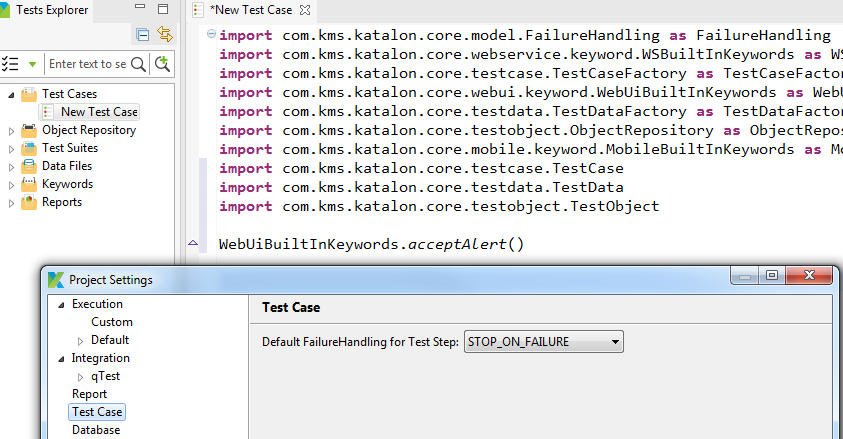 Tests Explorer
*New Test Case
Enter text to se
Test Cases
New Test Case
Object Repository
Test Suites
Data Files
Keywords
Reports
import com.kms.katalon.core.model.FailureHandling as FailureHandling
import com.kms.katalon.core.webservice.keyword.WSBuiltInKeywords as WS
import com.kms.katalon.core.testcase.TestCaseFactory as TestCaseFactor
import com.kms.katalon.core.webui.keyword.WebUiBuiltInKeywords as WebU
import com.kms.katalon.core.testdata.TestDataFactory as TestDataFactor
import com.kms.katalon.core.testobject.ObjectRepository as ObjectRepos
import com.kms.katalon.core.mobile.keyword.MobileBuiltInKeywords as Mo
import com.kms.katalon.core.testcase.TestCase
import com.kms.katalon.core.testdata.TestData
import com.kms.katalon.core.testobject.TestObject
WebUiBuiltInKeywords.acceptAlert()
Project Settings
Execution
Custom
Default
Integration
qTest
Report
Test Case
Database
Test Case
Default FailureHandling for Test Step: STOP_ON_FAILURE